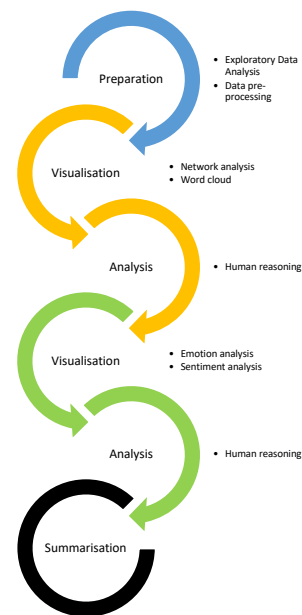 Preparation
• Exploratory Data
Analysis
• Data pre-
processing
Visualisation
• Network analysis
• Word cloud
Analysis
• Human reasoning
Visualisation
• Emotion analysis
• Sentiment analysis
Analysis
• Human reasoning
Summarisation